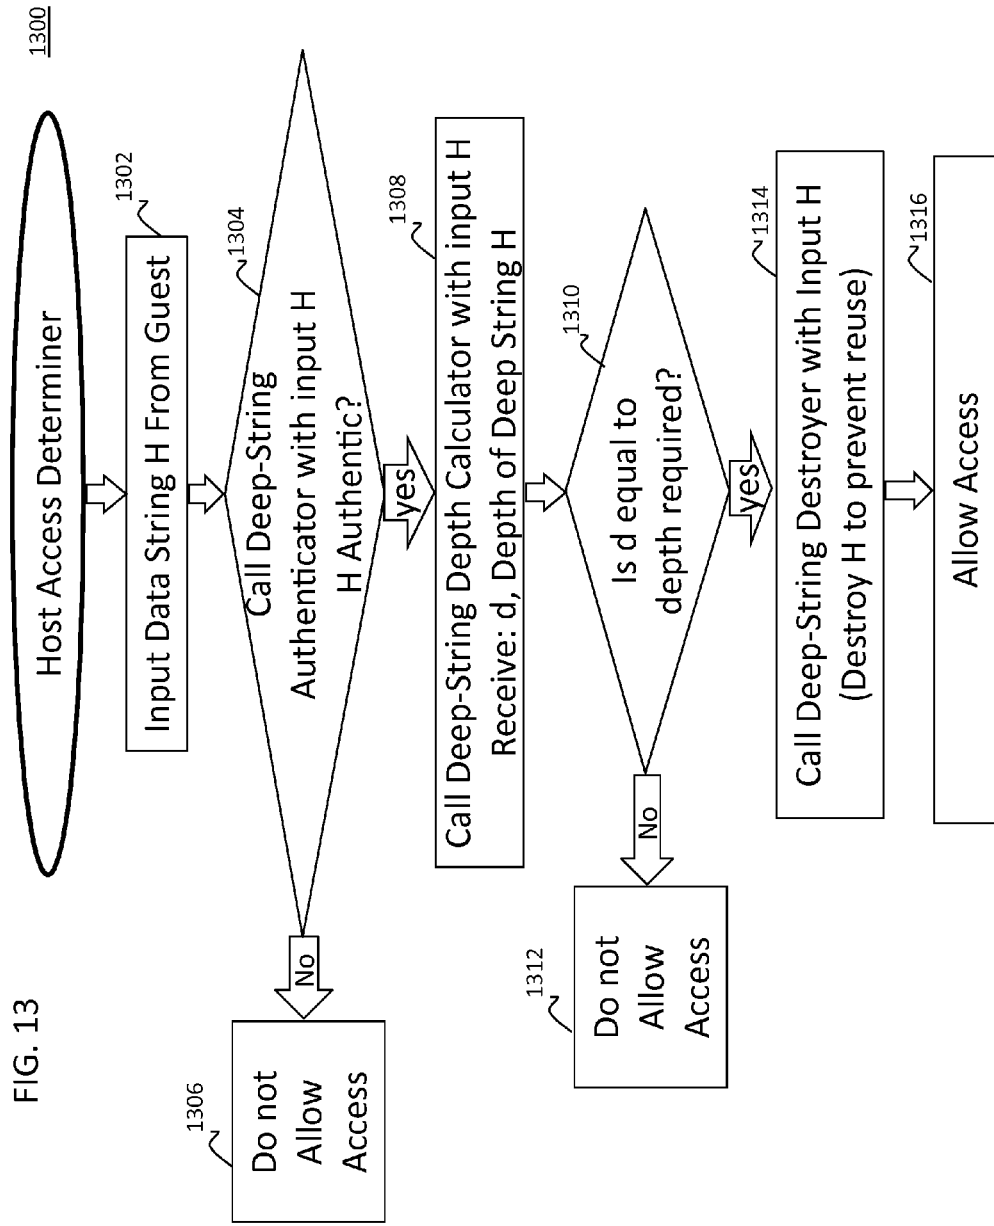 FIG. 13
1300
Host Access Determiner
1302
Input Data String H From Guest
1304
Call Deep-String
Authenticator with input H
H Authentic?
No
1306
Do not
Allow
Access
yes
1308
Call Deep-String Depth Calculator with input H
Receive: d, Depth of Deep String H
1310
Is d equal to
depth required?
No
1312
Do not
Allow
Access
yes
1314
Call Deep-String Destroyer with Input H
(Destroy H to prevent reuse)
1316
Allow Access